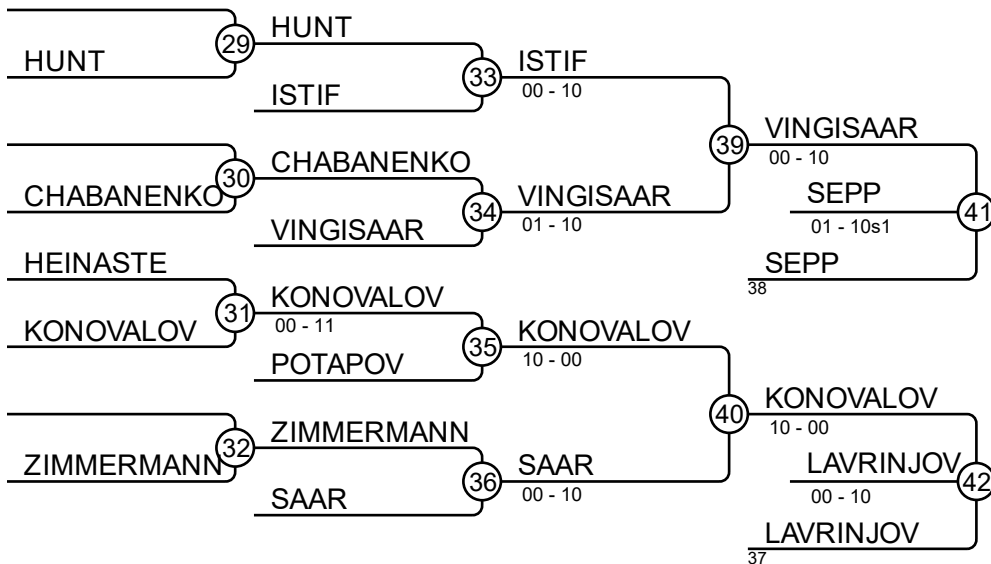 HUNT
29
HUNT
ISTIF
33
ISTIF
00 - 10
CHABANENKO
30
CHABANENKO
VINGISAAR
34
VINGISAAR
01 - 10
39
VINGISAAR
00 - 10
SEPP
01 - 10s1
SEPP
38
41
HEINASTE
KONOVALOV
31
KONOVALOV
00 - 11
POTAPOV
35
KONOVALOV
10 - 00
ZIMMERMANN
32
ZIMMERMANN
SAAR
36
SAAR
00 - 10
40
KONOVALOV
10 - 00
LAVRINJOV
00 - 10
LAVRINJOV
37
42